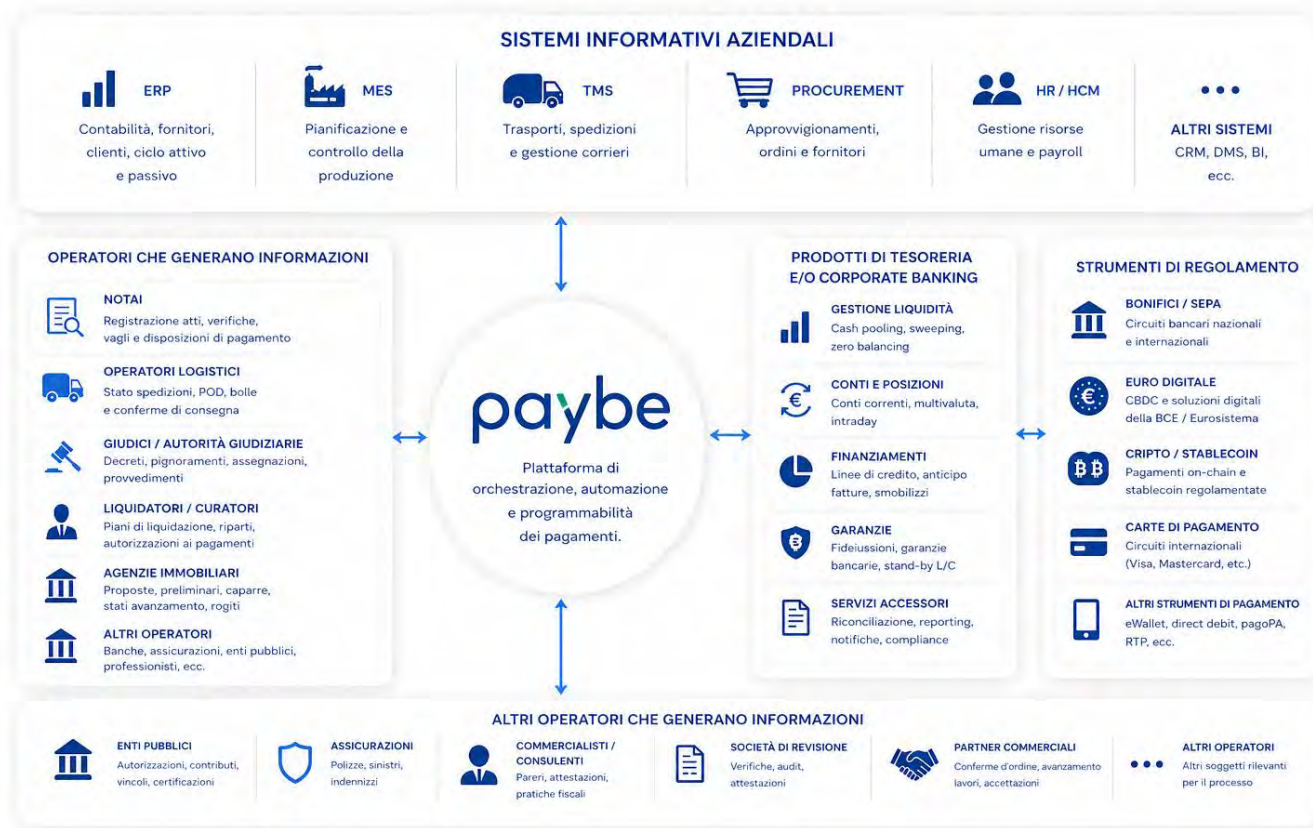 SISTEMI INFORMATIVI AZIENDALI
ERP
Contabilità, fornitori,
clienti, ciclo attivo
e passivo
MES
Pianificazione e
controllo della
produzione
TMS
Trasporti, spedizioni
e gestione corrieri
PROCUREMENT
Approvvigionamenti,
ordini e fornitori
HR / HCM
Gestione risorse
umane e payroll
ALTRI SISTEMI
CRM, DMS, BI,
ecc.
OPERATORI CHE GENERANO INFORMAZIONI
NOTAI
Registrazione atti, verifiche,
vagli e disposizioni di pagamento
OPERATORI LOGISTICI
Stato spedizioni, POD, bolle
e conferme di consegna
GIUDICI / AUTORITÀ GIUDIZIARIE
Decreti, pignoramenti, assegnazioni,
provvedimenti
LIQUIDATORI / CURATORI
Piani di liquidazione, riparti,
autorizzazioni ai pagamenti
AGENZIE IMMOBILIARI
Proposte, preliminari, caparre,
stati avanzamento, rogiti
ALTRI OPERATORI
Banche, assicurazioni, enti pubblici,
professionisti, ecc.
paybe
Plattaforma di
orchestrazione, automazione
e programmabilità
dei pagamenti.
PRODOTTI DI TESORERIA
E/O CORPORATE BANKING
GESTIONE LIQUIDITÀ
Cash pooling, sweeping,
zero balancing
CONTI E POSIZIONI
Conti correnti, multivaluta,
intraday
FINANZIAMENTI
Linee di credito, anticipo
fatture, smobilizzi
GARANZIE
Fideiussioni, garanzie
bancarie, stand-by L/C
SERVIZI ACCESSORI
Riconciliazione, reporting,
notifiche, compliance
STRUMENTI DI REGOLAMENTO
BONIFICI / SEPA
Circuiti bancari nazionali
e internazionali
EURO DIGITALE
CBDC e soluzioni digitali
della BCE / Eurosistema
CRIPTO / STABLECOIN
Pagamenti on-chain e
stablecoin regolamentate
CARTE DI PAGAMENTO
Circuiti internazionali
(Visa, Mastercard, etc.)
ALTRI STRUMENTI DI PAGAMENTO
eWallet, direct debit, pagoPA,
RTP, ecc.
ALTRI OPERATORI CHE GENERANO INFORMAZIONI
ENTI PUBBLICI
Autorizzazioni, contributi,
vincoli, certificazioni
ASSICURAZIONI
Polizze, sinistri,
indennizzi
COMMERCIALISTI /
CONSULENTI
Pareri, attestazioni,
pratiche fiscali
SOCIETÀ DI REVISIONE
Verifiche, audit,
attestazioni
PARTNER COMMERCIALI
Conferme d'ordine, avanzamento
lavori, accettazioni
ALTRI OPERATORI
Altri soggetti rilevanti
per il processo